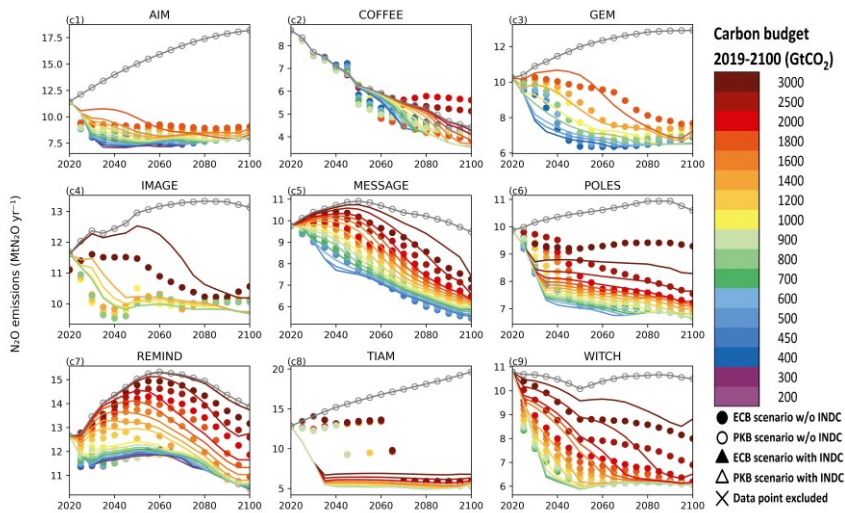 (c1) AIM
17.5
15.0
12.5
10.0
7.5
2020 2040 2060 2080 2100
(c2) COFFEE
8
6
4
2020 2040 2060 2080 2100
(c3) GEM
12
10
8
6
2020 2040 2060 2080 2100
(c4) IMAGE
13
12
11
10
2020 2040 2060 2080 2100
(c5) MESSAGE
11
10
9
8
7
6
2020 2040 2060 2080 2100
(c6) POLES
11
10
9
8
7
2020 2040 2060 2080 2100
(c7) REMIND
15
14
13
12
11
2020 2040 2060 2080 2100
(c8) TIAM
20
15
10
5
2020 2040 2060 2080 2100
(c9) WITCH
11
10
9
8
7
6
2020 2040 2060 2080 2100
N₂O emissions (MtN₂O yr⁻¹)
Carbon budget
2019-2100 (GtCO₂)
3000
2500
2000
1800
1600
1400
1200
1000
900
800
700
600
500
450
400
300
200
ECB scenario w/o INDC
PKB scenario w/o INDC
ECB scenario with INDC
PKB scenario with INDC
Data point excluded